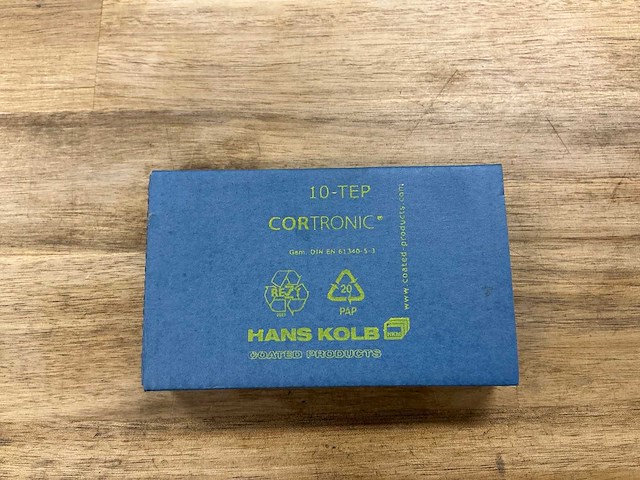 10-TEP
CORTRONIC®
Gem. DIN EN 61340-5-3
www.coated-products.com
REZY
20
PAP
HANS KOLB
HKM
COATED PRODUCTS